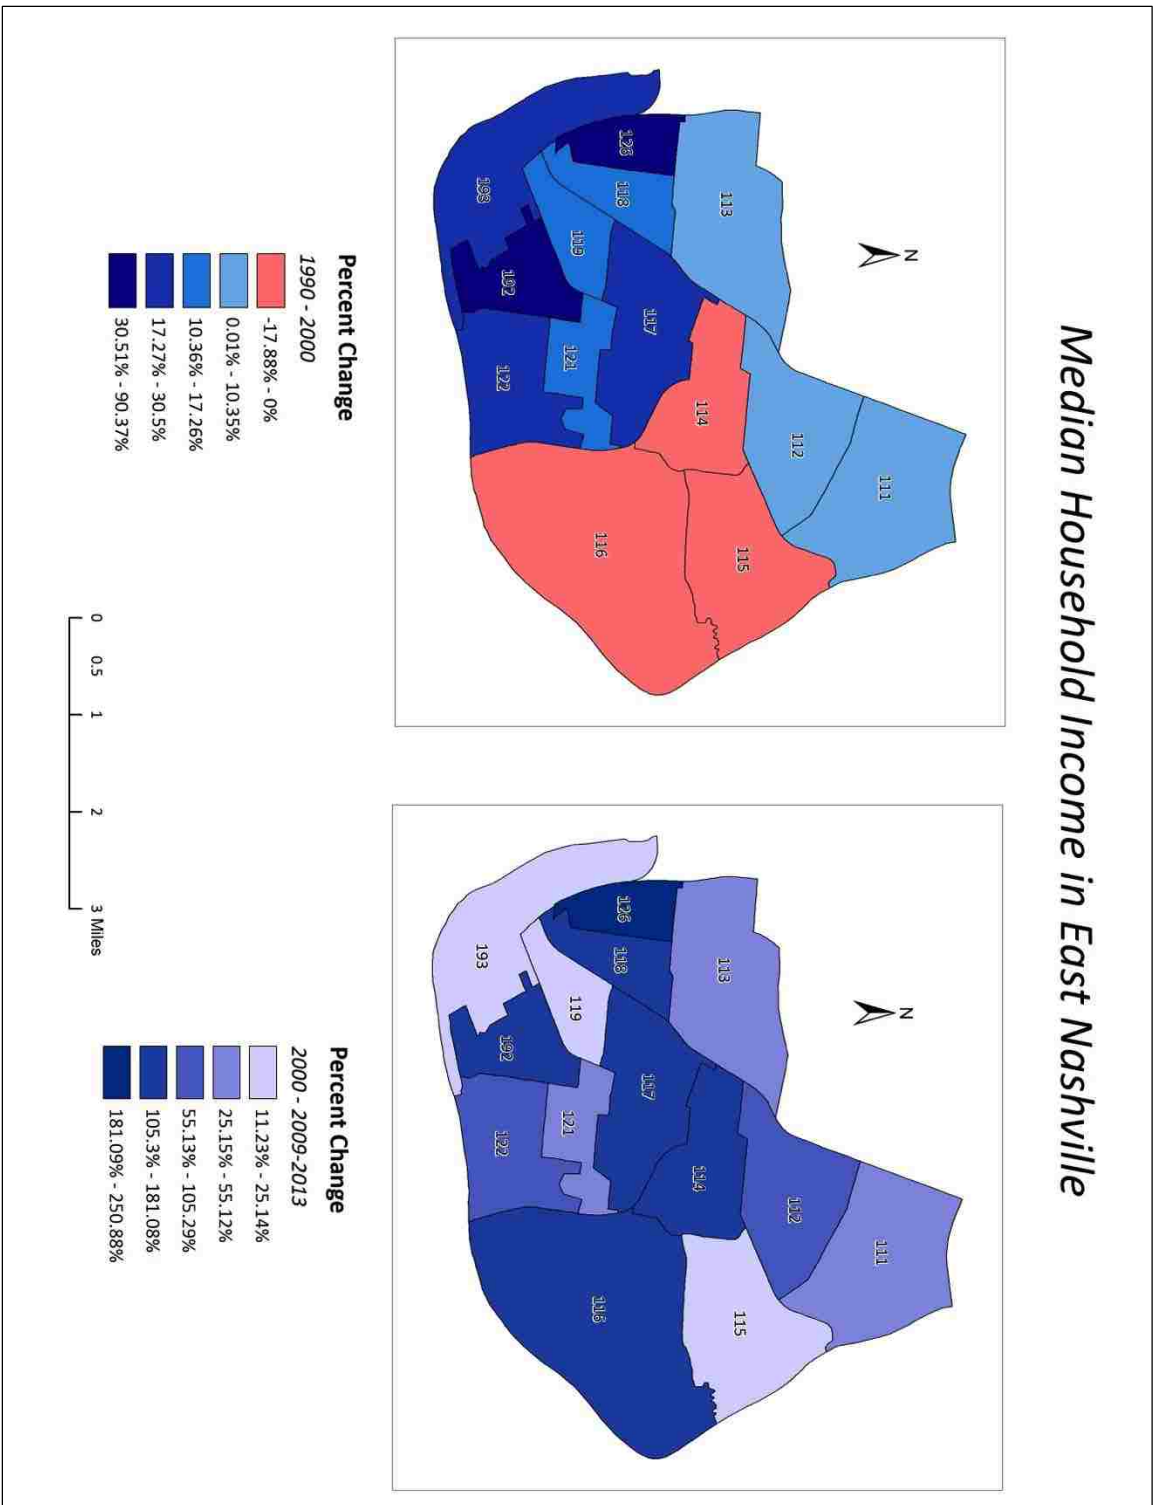 Median Household Income in East Nashville
N
111
112
113
114
115
116
117
118
126
119
121
122
192
193
Percent Change
1990 - 2000
-17.88% - 0%
0.01% - 10.35%
10.36% - 17.26%
17.27% - 30.5%
30.51% - 90.37%
N
111
112
113
114
115
116
117
118
126
119
121
122
192
193
Percent Change
2000 - 2009-2013
11.23% - 25.14%
25.15% - 55.12%
55.13% - 105.29%
105.3% - 181.08%
181.09% - 250.88%
0 0.5 1 2 3 Miles